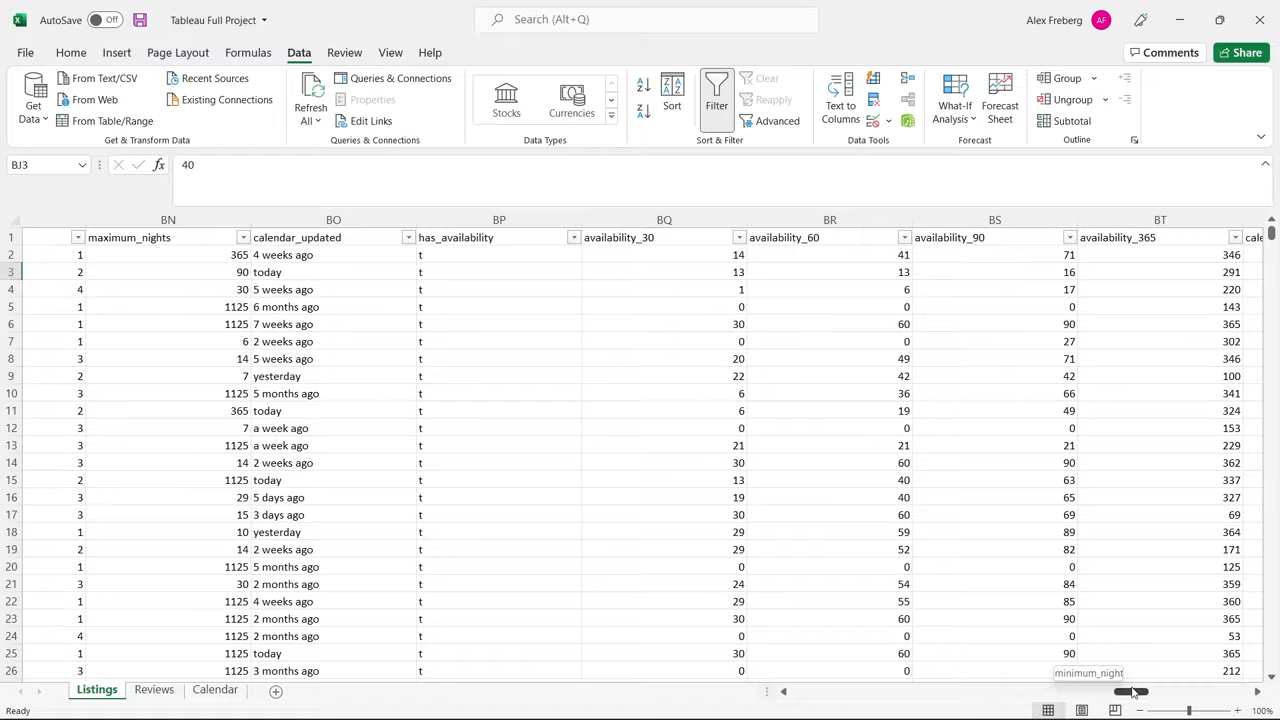 AutoSave Off Tableau Full Project Search (Alt+Q) Alex Freberg AF
File Home Insert Page Layout Formulas Data Review View Help Comments Share
From Text/CSV Recent Sources Queries & Connections Clear Group
From Web Existing Connections Properties Reapply Ungroup
From Table/Range Edit Links Advanced Subtotal
Get Data Refresh All Stocks Currencies Sort Filter Text to Columns What-If Analysis Forecast Sheet
Get & Transform Data Queries & Connections Data Types Sort & Filter Data Tools Forecast Outline
BJ3 fx 40
BN BO BP BQ BR BS BT
1 maximum_nights calendar_updated has_availability availability_30 availability_60 availability_90 availability_365 cale
2 1 365 4 weeks ago t 14 41 71 346
3 2 90 today t 13 13 16 291
4 4 30 5 weeks ago t 1 6 17 220
5 1 1125 6 months ago t 0 0 0 143
6 1 1125 7 weeks ago t 30 60 90 365
7 1 6 2 weeks ago t 0 0 27 302
8 3 14 5 weeks ago t 20 49 71 346
9 2 7 yesterday t 22 42 42 100
10 3 1125 5 months ago t 6 36 66 341
11 2 365 today t 6 19 49 324
12 3 7 a week ago t 0 0 0 153
13 3 1125 a week ago t 21 21 21 229
14 3 14 2 weeks ago t 30 60 90 362
15 2 1125 today t 13 40 63 337
16 3 29 5 days ago t 19 40 65 327
17 3 15 3 days ago t 30 60 69 69
18 1 10 yesterday t 29 59 89 364
19 2 14 2 weeks ago t 29 52 82 171
20 1 1125 5 months ago t 0 0 0 125
21 3 30 2 months ago t 24 54 84 359
22 1 1125 4 weeks ago t 29 55 85 360
23 1 1125 2 months ago t 30 60 90 365
24 4 1125 2 months ago t 0 0 0 53
25 1 1125 today t 30 60 90 365
26 3 1125 3 months ago t 0 0 212
minimum_night
Listings Reviews Calendar
Ready 100%